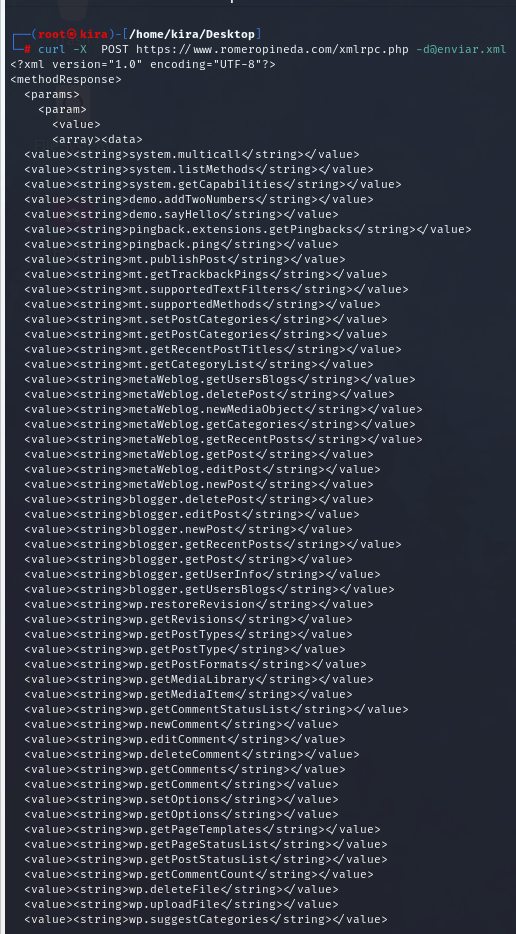 ┌──(root㉿kira)-[/home/kira/Desktop]
└─# curl -X  POST https://www.romeropineda.com/xmlrpc.php -d@enviar.xml
<?xml version="1.0" encoding="UTF-8"?>
<methodResponse>
  <params>
    <param>
      <value>
      <array><data>
  <value><string>system.multicall</string></value>
  <value><string>system.listMethods</string></value>
  <value><string>system.getCapabilities</string></value>
  <value><string>demo.addTwoNumbers</string></value>
  <value><string>demo.sayHello</string></value>
  <value><string>pingback.extensions.getPingbacks</string></value>
  <value><string>pingback.ping</string></value>
  <value><string>mt.publishPost</string></value>
  <value><string>mt.getTrackbackPings</string></value>
  <value><string>mt.supportedTextFilters</string></value>
  <value><string>mt.supportedMethods</string></value>
  <value><string>mt.setPostCategories</string></value>
  <value><string>mt.getPostCategories</string></value>
  <value><string>mt.getRecentPostTitles</string></value>
  <value><string>mt.getCategoryList</string></value>
  <value><string>metaWeblog.getUsersBlogs</string></value>
  <value><string>metaWeblog.deletePost</string></value>
  <value><string>metaWeblog.newMediaObject</string></value>
  <value><string>metaWeblog.getCategories</string></value>
  <value><string>metaWeblog.getRecentPosts</string></value>
  <value><string>metaWeblog.getPost</string></value>
  <value><string>metaWeblog.editPost</string></value>
  <value><string>metaWeblog.newPost</string></value>
  <value><string>blogger.deletePost</string></value>
  <value><string>blogger.editPost</string></value>
  <value><string>blogger.newPost</string></value>
  <value><string>blogger.getRecentPosts</string></value>
  <value><string>blogger.getPost</string></value>
  <value><string>blogger.getUserInfo</string></value>
  <value><string>blogger.getUsersBlogs</string></value>
  <value><string>wp.restoreRevision</string></value>
  <value><string>wp.getRevisions</string></value>
  <value><string>wp.getPostTypes</string></value>
  <value><string>wp.getPostType</string></value>
  <value><string>wp.getPostFormats</string></value>
  <value><string>wp.getMediaLibrary</string></value>
  <value><string>wp.getMediaItem</string></value>
  <value><string>wp.getCommentStatusList</string></value>
  <value><string>wp.newComment</string></value>
  <value><string>wp.editComment</string></value>
  <value><string>wp.deleteComment</string></value>
  <value><string>wp.getComments</string></value>
  <value><string>wp.getComment</string></value>
  <value><string>wp.setOptions</string></value>
  <value><string>wp.getOptions</string></value>
  <value><string>wp.getPageTemplates</string></value>
  <value><string>wp.getPageStatusList</string></value>
  <value><string>wp.getPostStatusList</string></value>
  <value><string>wp.getCommentCount</string></value>
  <value><string>wp.deleteFile</string></value>
  <value><string>wp.uploadFile</string></value>
  <value><string>wp.suggestCategories</string></value>